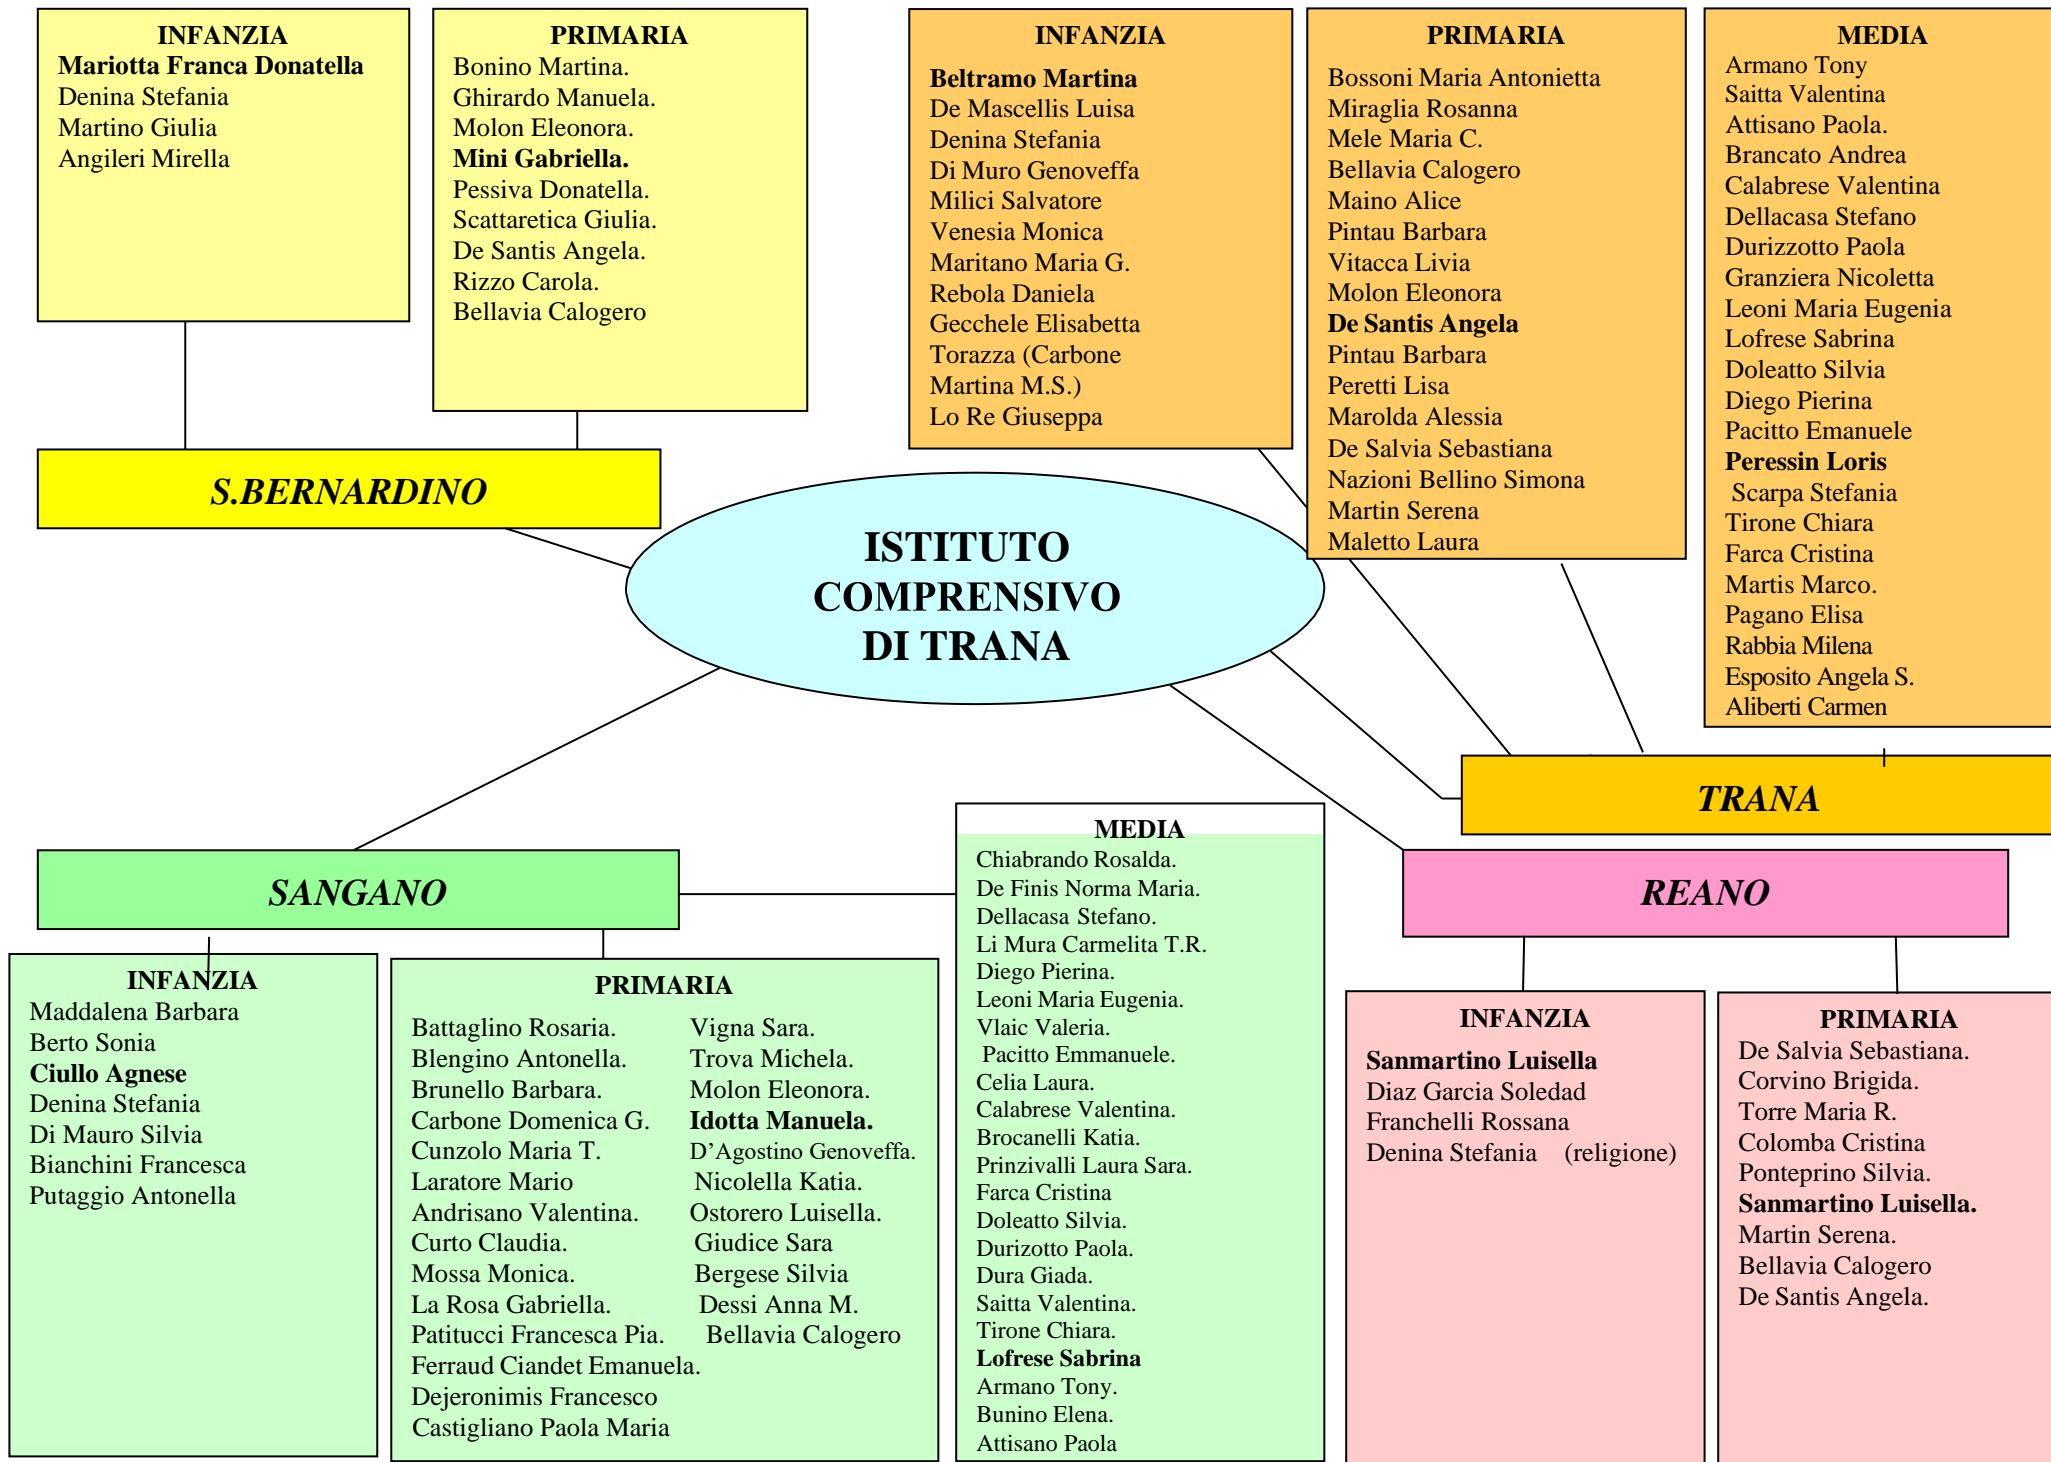 INFANZIA
Mariotta Franca Donatella
Denina Stefania
Martino Giulia
Angileri Mirella
PRIMARIA
Bonino Martina.
Ghirardo Manuela.
Molon Eleonora.
Mini Gabriella.
Pessiva Donatella.
Scattaretica Giulia.
De Santis Angela.
Rizzo Carola.
Bellavia Calogero
INFANZIA
Beltramo Martina
De Mascellis Luisa
Denina Stefania
Di Muro Genoveffa
Milici Salvatore
Venesia Monica
Maritano Maria G.
Rebola Daniela
Gecchele Elisabetta
Torazza (Carbone
Martina M.S.)
Lo Re Giuseppa
PRIMARIA
Bossoni Maria Antonietta
Miraglia Rosanna
Mele Maria C.
Bellavia Calogero
Maino Alice
Pintau Barbara
Vitacca Livia
Molon Eleonora
De Santis Angela
Pintau Barbara
Peretti Lisa
Marolda Alessia
De Salvia Sebastiana
Nazioni Bellino Simona
Martin Serena
Maletto Laura
MEDIA
Armano Tony
Saitta Valentina
Attisano Paola.
Brancato Andrea
Calabrese Valentina
Dellacasa Stefano
Durizzotto Paola
Granziera Nicoletta
Leoni Maria Eugenia
Lofrese Sabrina
Doleatto Silvia
Diego Pierina
Pacitto Emanuele
Peressin Loris
Scarpa Stefania
Tirone Chiara
Farca Cristina
Martis Marco.
Pagano Elisa
Rabbia Milena
Esposito Angela S.
Aliberti Carmen
S.BERNARDINO
ISTITUTO
COMPRENSIVO
DI TRANA
TRANA
SANGANO
REANO
INFANZIA
Maddalena Barbara
Berto Sonia
Ciullo Agnese
Denina Stefania
Di Mauro Silvia
Bianchini Francesca
Putaggio Antonella
PRIMARIA
Battaglino Rosaria. Vigna Sara.
Blengino Antonella. Trova Michela.
Brunello Barbara. Molon Eleonora.
Carbone Domenica G. Idotta Manuela.
Cunzolo Maria T. D’Agostino Genoveffa.
Laratore Mario Nicolella Katia.
Andrisano Valentina. Ostorero Luisella.
Curto Claudia. Giudice Sara
Mossa Monica. Bergese Silvia
La Rosa Gabriella. Dessi Anna M.
Patitucci Francesca Pia. Bellavia Calogero
Ferraud Ciandet Emanuela.
Dejeronimis Francesco
Castigliano Paola Maria
MEDIA
Chiabrando Rosalda.
De Finis Norma Maria.
Dellacasa Stefano.
Li Mura Carmelita T.R.
Diego Pierina.
Leoni Maria Eugenia.
Vlaic Valeria.
Pacitto Emmanuele.
Celia Laura.
Calabrese Valentina.
Brocanelli Katia.
Prinzivalli Laura Sara.
Farca Cristina
Doleatto Silvia.
Durizotto Paola.
Dura Giada.
Saitta Valentina.
Tirone Chiara.
Lofrese Sabrina
Armano Tony.
Bunino Elena.
Attisano Paola
INFANZIA
Sanmartino Luisella
Diaz Garcia Soledad
Franchelli Rossana
Denina Stefania (religione)
PRIMARIA
De Salvia Sebastiana.
Corvino Brigida.
Torre Maria R.
Colomba Cristina
Ponteprino Silvia.
Sanmartino Luisella.
Martin Serena.
Bellavia Calogero
De Santis Angela.